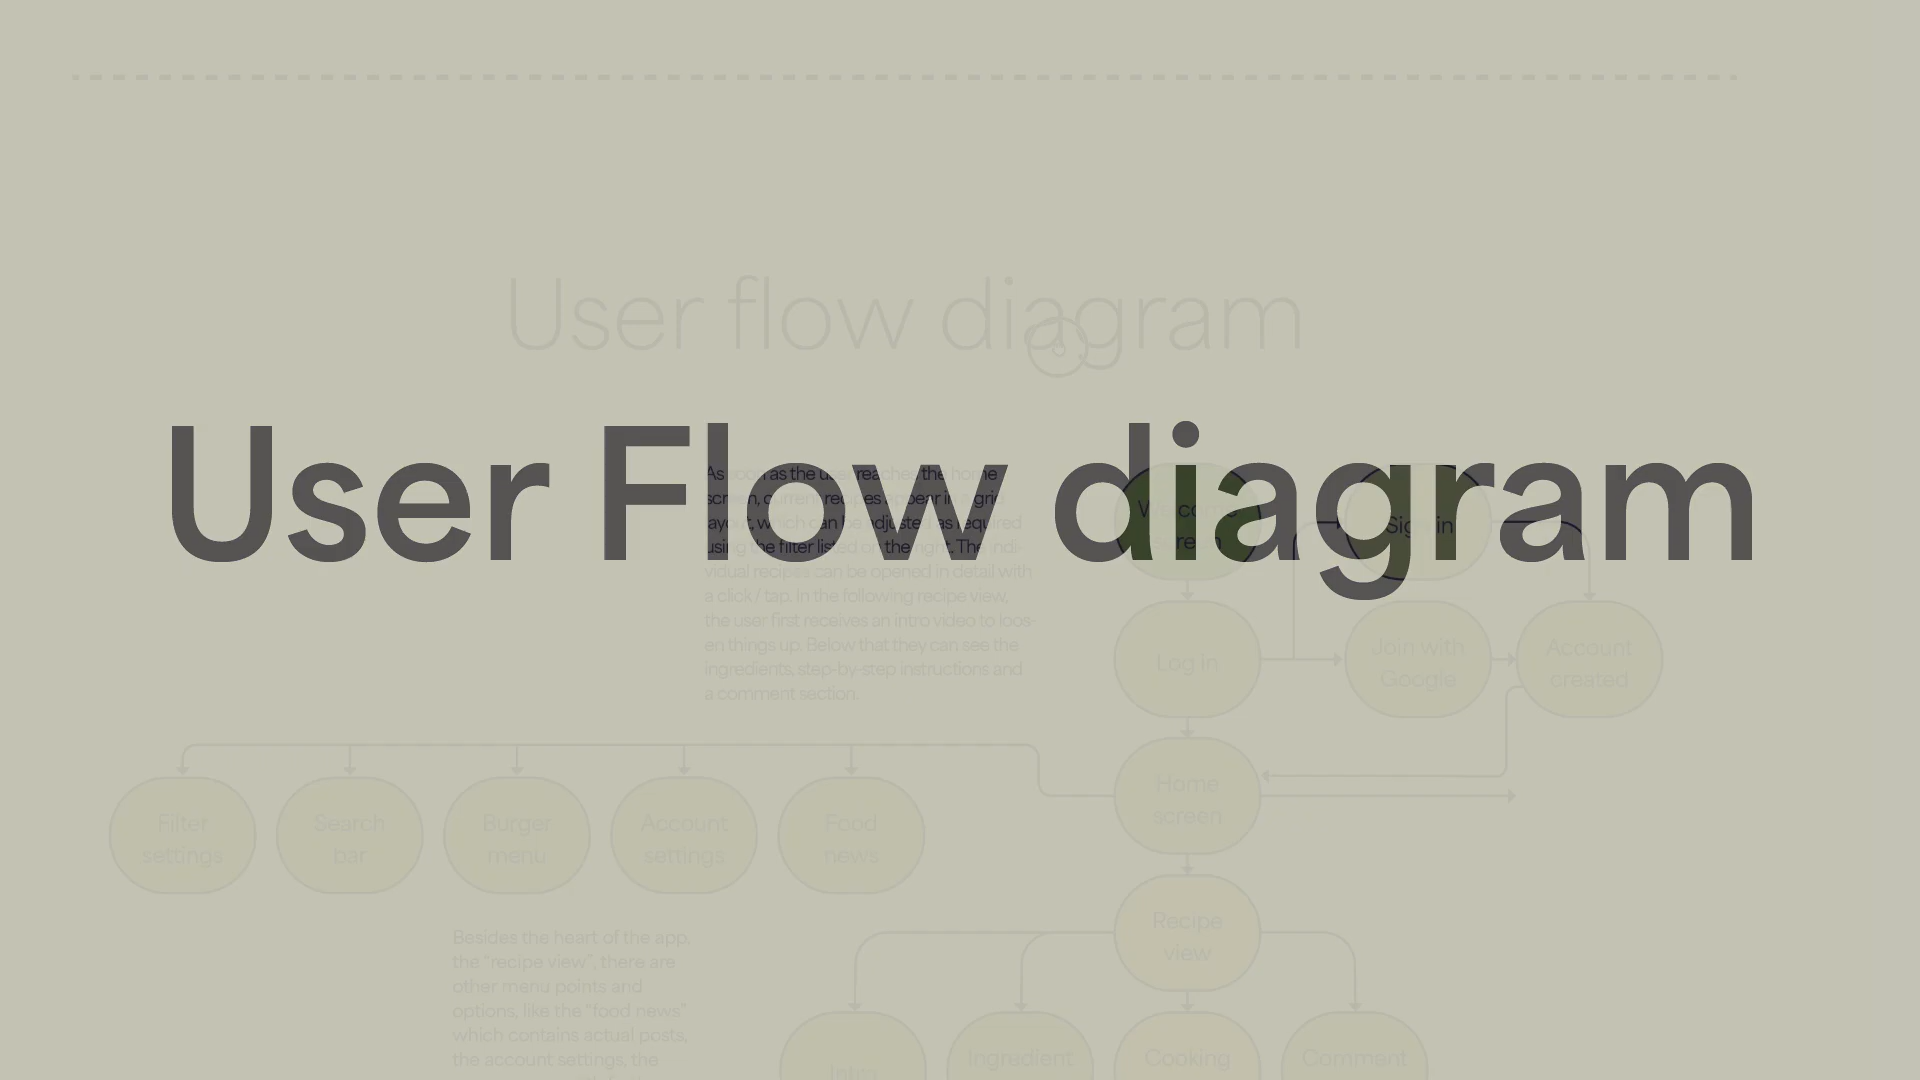 User flow diagram
User Flow diagram
As soon as the user reaches the home
screen, current recipes appear in a grid
layout, which can be adjusted as required
using the filter listed on the right. The indi-
vidual recipes can be opened in detail with
a click / tap. In the following recipe view,
the user first receives an intro video to loos-
en things up. Below that they can see the
ingredients, step-by-step instructions and
a comment section.
Welcome
screen
Sign in
Log in
Join with
Google
Account
created
Home
screen
Filter
settings
Search
bar
Burger
menu
Account
settings
Food
news
Recipe
view
Besides the heart of the app,
the “recipe view”, there are
other menu points and
options, like the “food news”
which contains actual posts,
the account settings, the
Intro
Ingredient
Cooking
Comment